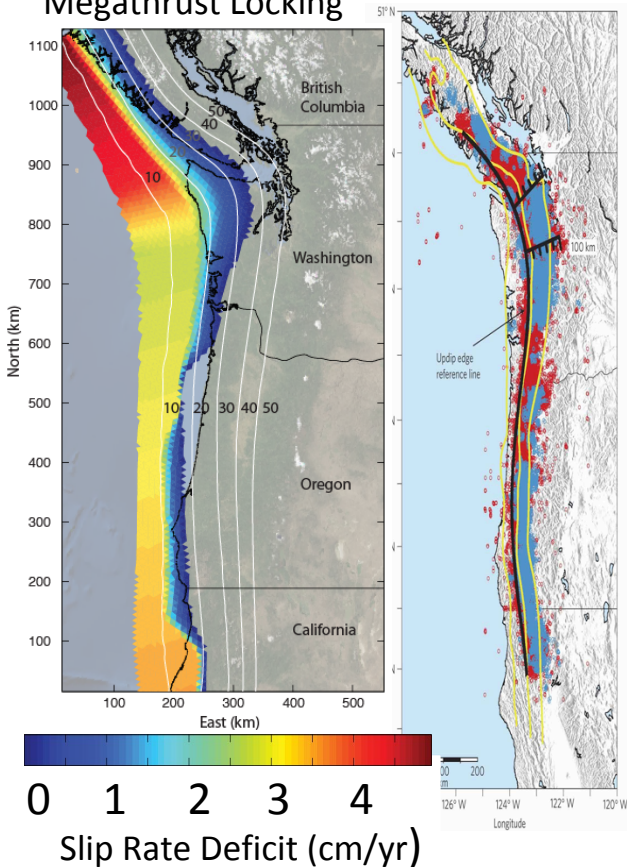 Megathrust Locking
1100
1000
900
800
700
600
500
400
300
200
100
North (km)
100
200
300
400
500
East (km)
British
Columbia
Washington
Oregon
California
50
40
20
10
10
20
30
40
50
0
1
2
3
4
Slip Rate Deficit (cm/yr)
51° N
100 km
Updip edge
reference line
200
km
126° W
124° W
122° W
120° W
Longitude